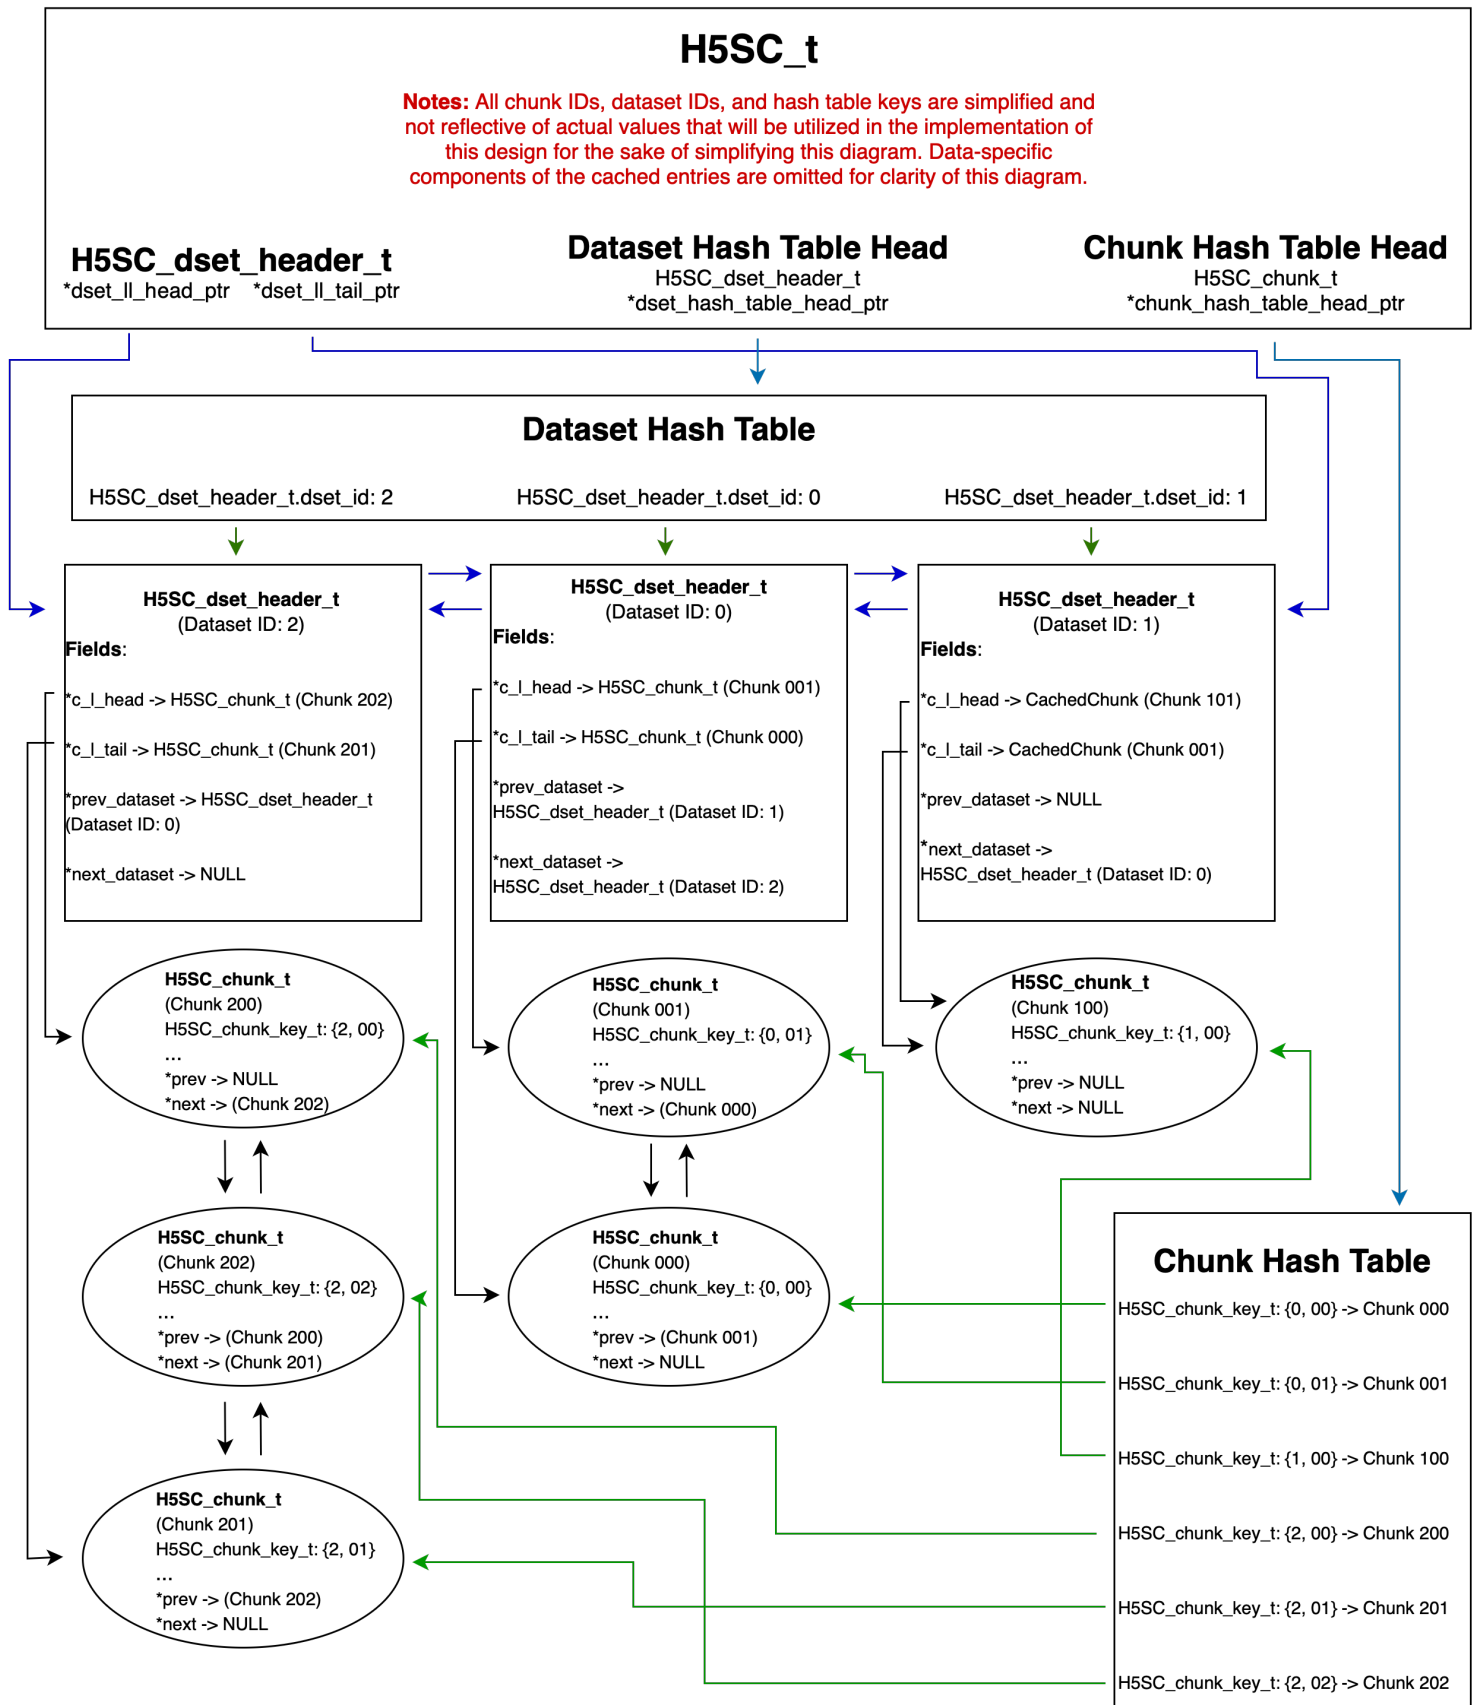 H5SC_t
Notes: All chunk IDs, dataset IDs, and hash table keys are simplified and
not reflective of actual values that will be utilized in the implementation of
this design for the sake of simplifying this diagram. Data-specific
components of the cached entries are omitted for clarity of this diagram.
H5SC_dset_header_t
*dset_ll_head_ptr *dset_ll_tail_ptr
Dataset Hash Table Head
H5SC_dset_header_t
*dset_hash_table_head_ptr
Chunk Hash Table Head
H5SC_chunk_t
*chunk_hash_table_head_ptr
Dataset Hash Table
H5SC_dset_header_t.dset_id: 2
H5SC_dset_header_t.dset_id: 0
H5SC_dset_header_t.dset_id: 1
H5SC_dset_header_t
(Dataset ID: 2)
Fields:
*c_l_head -> H5SC_chunk_t (Chunk 202)
*c_l_tail -> H5SC_chunk_t (Chunk 201)
*prev_dataset -> H5SC_dset_header_t
(Dataset ID: 0)
*next_dataset -> NULL
H5SC_dset_header_t
(Dataset ID: 0)
Fields:
*c_l_head -> H5SC_chunk_t (Chunk 001)
*c_l_tail -> H5SC_chunk_t (Chunk 000)
*prev_dataset ->
H5SC_dset_header_t (Dataset ID: 1)
*next_dataset ->
H5SC_dset_header_t (Dataset ID: 2)
H5SC_dset_header_t
(Dataset ID: 1)
Fields:
*c_l_head -> CachedChunk (Chunk 101)
*c_l_tail -> CachedChunk (Chunk 001)
*prev_dataset -> NULL
*next_dataset ->
H5SC_dset_header_t (Dataset ID: 0)
H5SC_chunk_t
(Chunk 200)
H5SC_chunk_key_t: {2, 00}
...
*prev -> NULL
*next -> (Chunk 202)
H5SC_chunk_t
(Chunk 001)
H5SC_chunk_key_t: {0, 01}
...
*prev -> NULL
*next -> (Chunk 000)
H5SC_chunk_t
(Chunk 100)
H5SC_chunk_key_t: {1, 00}
...
*prev -> NULL
*next -> NULL
H5SC_chunk_t
(Chunk 202)
H5SC_chunk_key_t: {2, 02}
...
*prev -> (Chunk 200)
*next -> (Chunk 201)
H5SC_chunk_t
(Chunk 000)
H5SC_chunk_key_t: {0, 00}
...
*prev -> (Chunk 001)
*next -> NULL
H5SC_chunk_t
(Chunk 201)
H5SC_chunk_key_t: {2, 01}
...
*prev -> (Chunk 202)
*next -> NULL
Chunk Hash Table
H5SC_chunk_key_t: {0, 00} -> Chunk 000
H5SC_chunk_key_t: {0, 01} -> Chunk 001
H5SC_chunk_key_t: {1, 00} -> Chunk 100
H5SC_chunk_key_t: {2, 00} -> Chunk 200
H5SC_chunk_key_t: {2, 01} -> Chunk 201
H5SC_chunk_key_t: {2, 02} -> Chunk 202